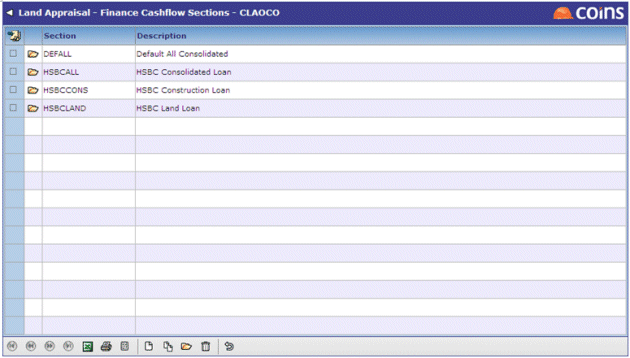 Land Appraisal - Finance Cashflow Sections - CLAOCO
COINS
Section Description
DEFALL Default All Consolidated
HSBCALL HSBC Consolidated Loan
HSBCCONS HSBC Construction Loan
HSBCLAND HSBC Land Loan